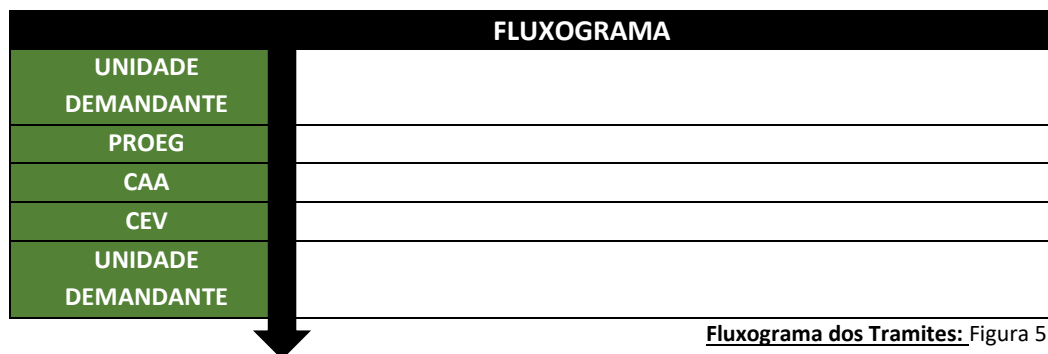 FLUXOGRAMA
UNIDADE
DEMANDANTE
PROEG
CAA
CEV
UNIDADE
DEMANDANTE
Fluxograma dos Tramites: Figura 5